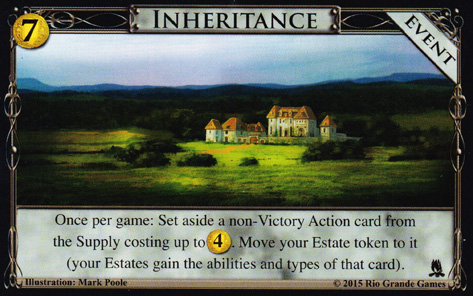 7
INHERITANCE
EVENT
Once per game: Set aside a non-Victory Action card from
the Supply costing up to 4. Move your Estate token to it
(your Estates gain the abilities and types of that card).
Illustration: Mark Poole
© 2015 Rio Grande Games